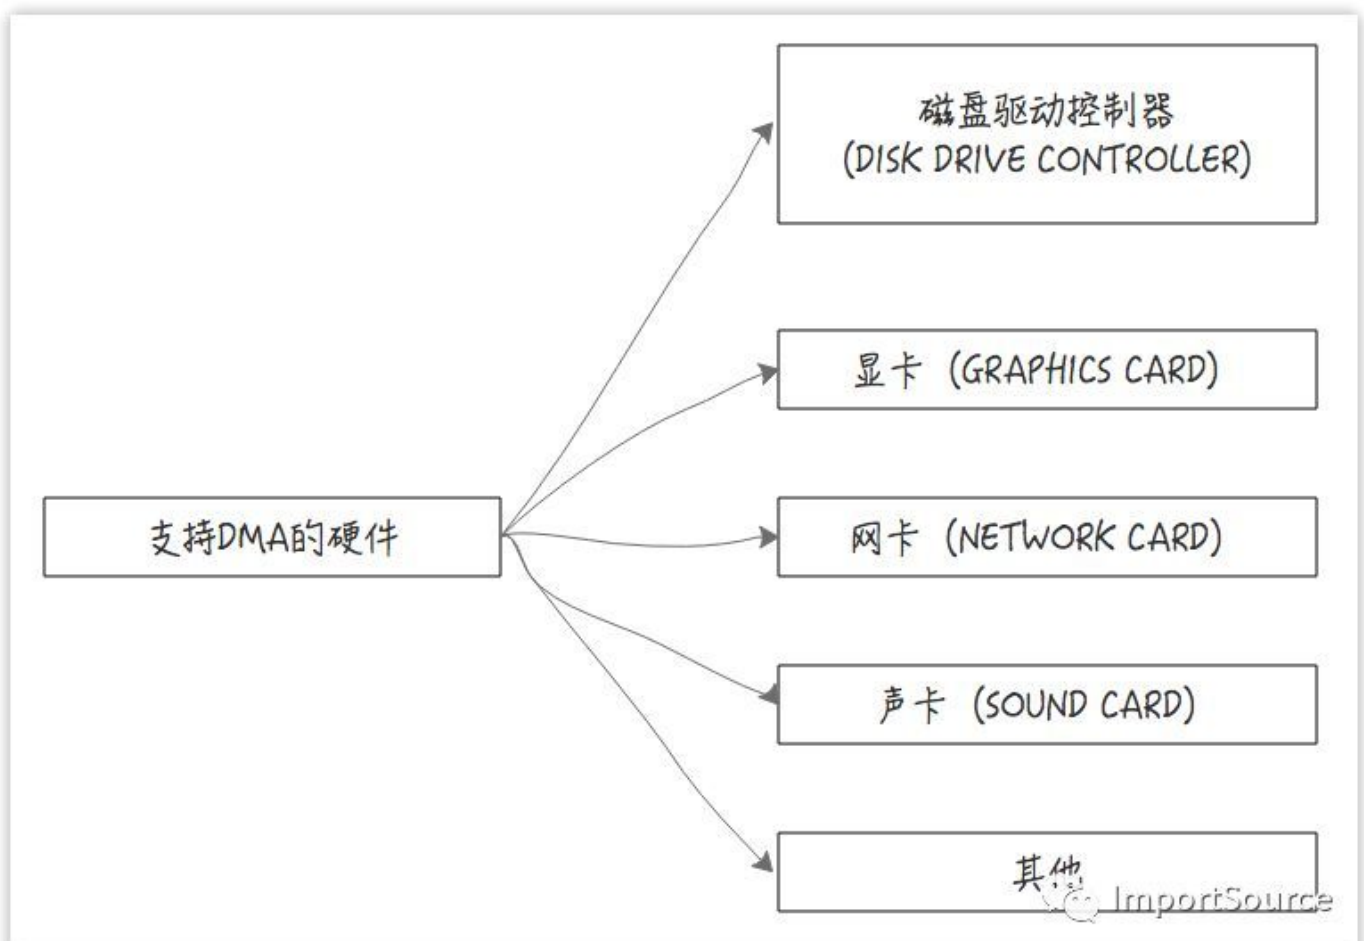 磁盘驱动控制器
(DISK DRIVE CONTROLLER)
显卡 (GRAPHICS CARD)
支持DMA的硬件
网卡 (NETWORK CARD)
声卡 (SOUND CARD)
其他
ImportSource